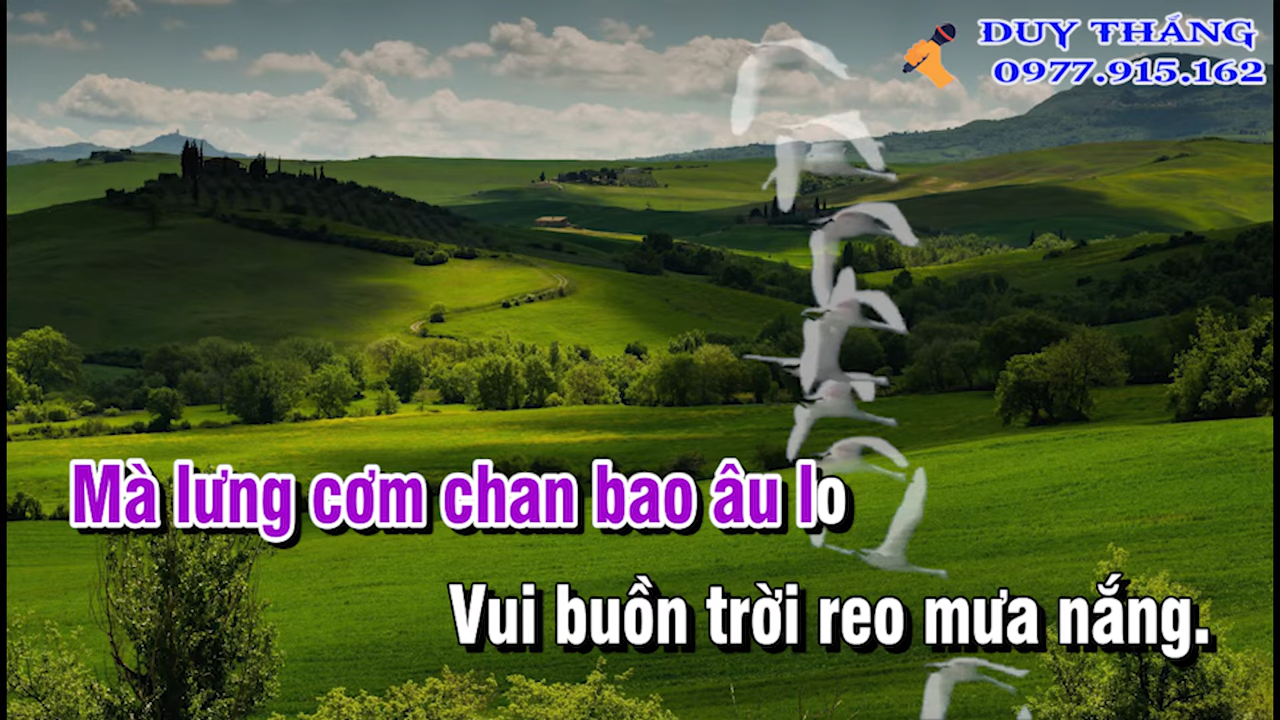 DUY THẮNG
0977.915.162
Mà lưng cơm chan bao âu lo
Vui buồn trời reo mưa nắng.